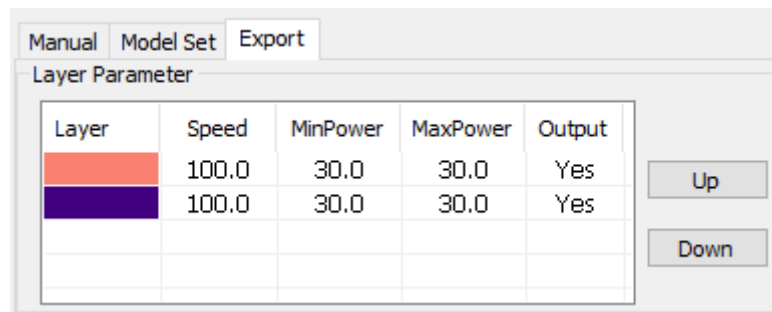 Manual Model Set Export
Layer Parameter
Layer Speed MinPower MaxPower Output
100.0 30.0 30.0 Yes
100.0 30.0 30.0 Yes
Up
Down